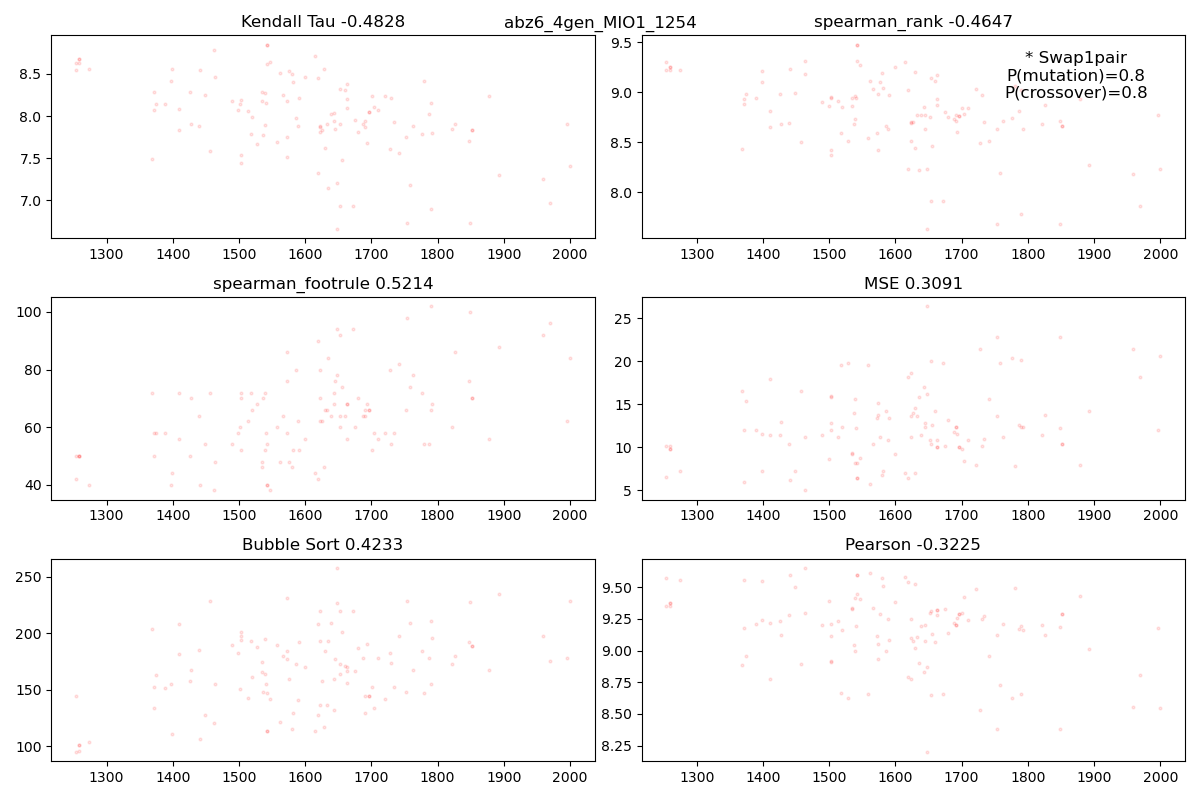 abz6_4gen_MIO1_1254
Kendall Tau -0.4828
8.5
8.0
7.5
7.0
1300 1400 1500 1600 1700 1800 1900 2000
spearman_rank -0.4647
* Swap1pair
P(mutation)=0.8
P(crossover)=0.8
9.5
9.0
8.5
8.0
1300 1400 1500 1600 1700 1800 1900 2000
spearman_footrule 0.5214
100
80
60
40
1300 1400 1500 1600 1700 1800 1900 2000
MSE 0.3091
25
20
15
10
5
1300 1400 1500 1600 1700 1800 1900 2000
Bubble Sort 0.4233
250
200
150
100
1300 1400 1500 1600 1700 1800 1900 2000
Pearson -0.3225
9.50
9.25
9.00
8.75
8.50
8.25
1300 1400 1500 1600 1700 1800 1900 2000